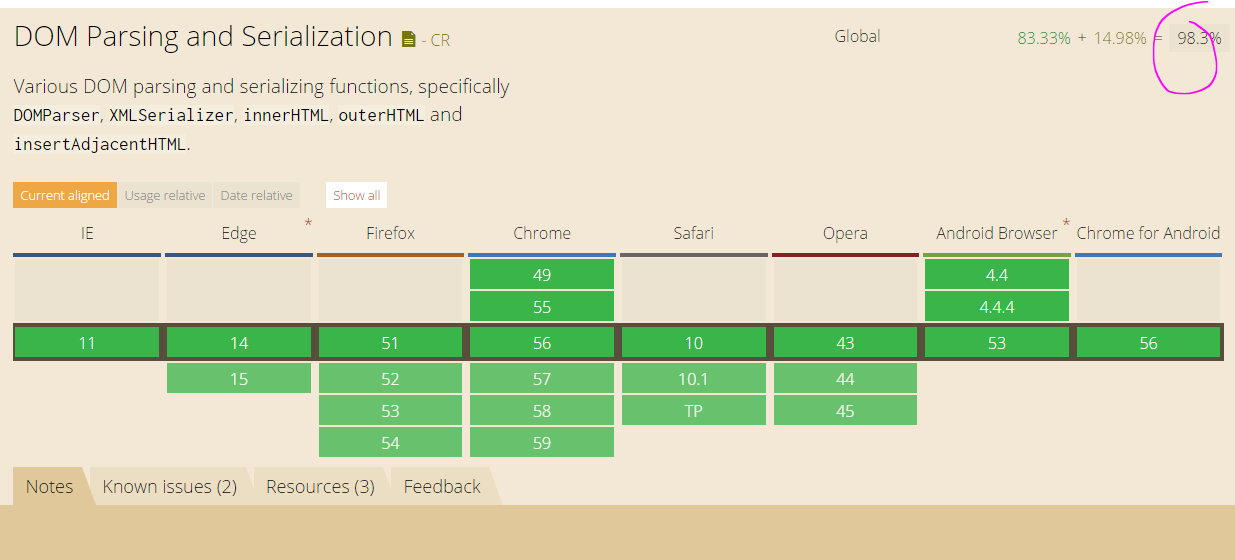 DOM Parsing and Serialization - CR
Global 83.33% + 14.98% = 98.3%
Various DOM parsing and serializing functions, specifically
DOMParser, XMLSerializer, innerHTML, outerHTML and
insertAdjacentHTML.
Current aligned Usage relative Date relative Show all
IE Edge * Firefox Chrome Safari Opera Android Browser * Chrome for Android
49 4.4
55 4.4.4
11 14 51 56 10 43 53 56
15 52 57 10.1 44
53 58 TP 45
54 59
Notes Known issues (2) Resources (3) Feedback